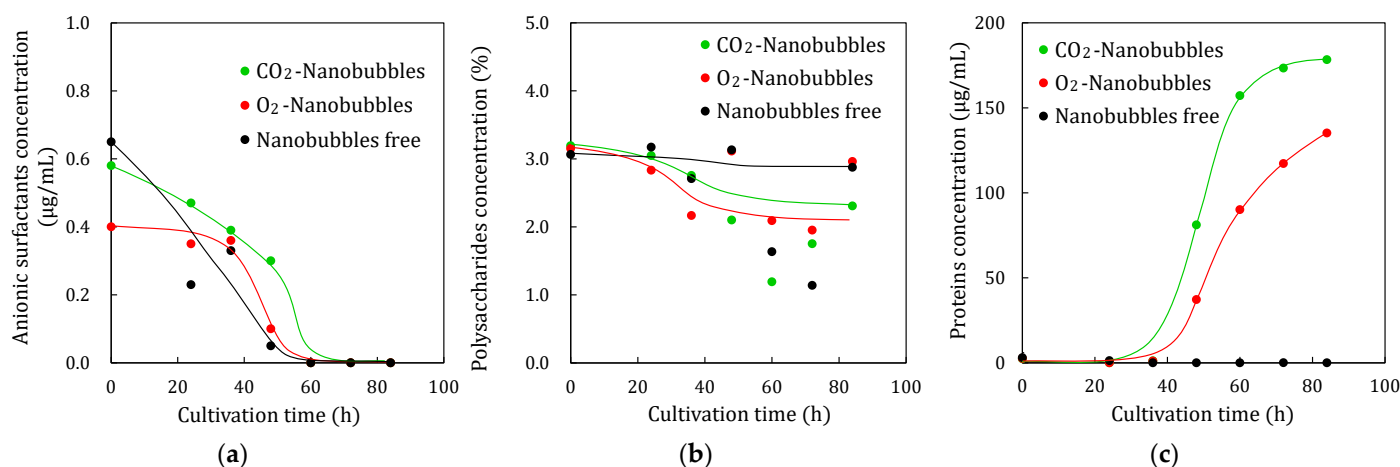 Anionic surfactants concentration
(μg/mL)
1.0
0.8
0.6
0.4
0.2
0.0
CO₂-Nanobubbles
O₂-Nanobubbles
Nanobubbles free
0 20 40 60 80 100
Cultivation time (h)
(a)
Polysaccharides concentration (%)
5.0
4.0
3.0
2.0
1.0
0.0
CO₂-Nanobubbles
O₂-Nanobubbles
Nanobubbles free
0 20 40 60 80 100
Cultivation time (h)
(b)
Proteins concentration (μg/mL)
200
150
100
50
0
CO₂-Nanobubbles
O₂-Nanobubbles
Nanobubbles free
0 20 40 60 80 100
Cultivation time (h)
(c)